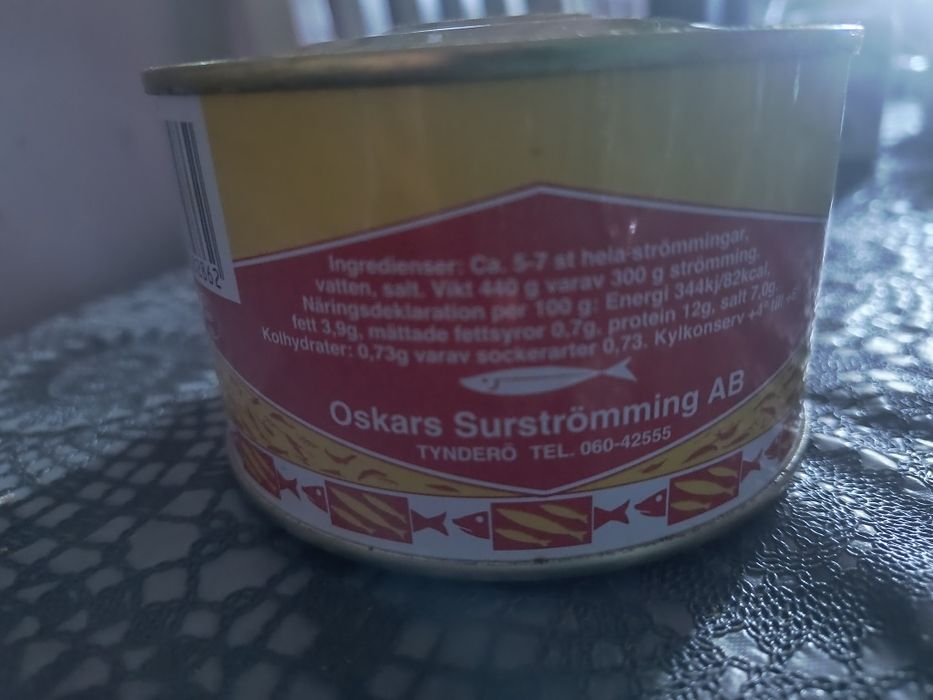 Ingredienser: Ca. 5-7 st hela strömmingar,
vatten, salt. Vikt 440 g varav 300 g strömming.
Näringsdeklaration per 100 g: Energi 344kj/82kcal,
fett 3,9g, mättade fettsyror 0,7g, protein 12g, salt 7,0g.
Kolhydrater: 0,73g varav sockerarter 0,73. Kylkonserv +4° till
Oskars Surströmming AB
TYNDERÖ TEL. 060-42555